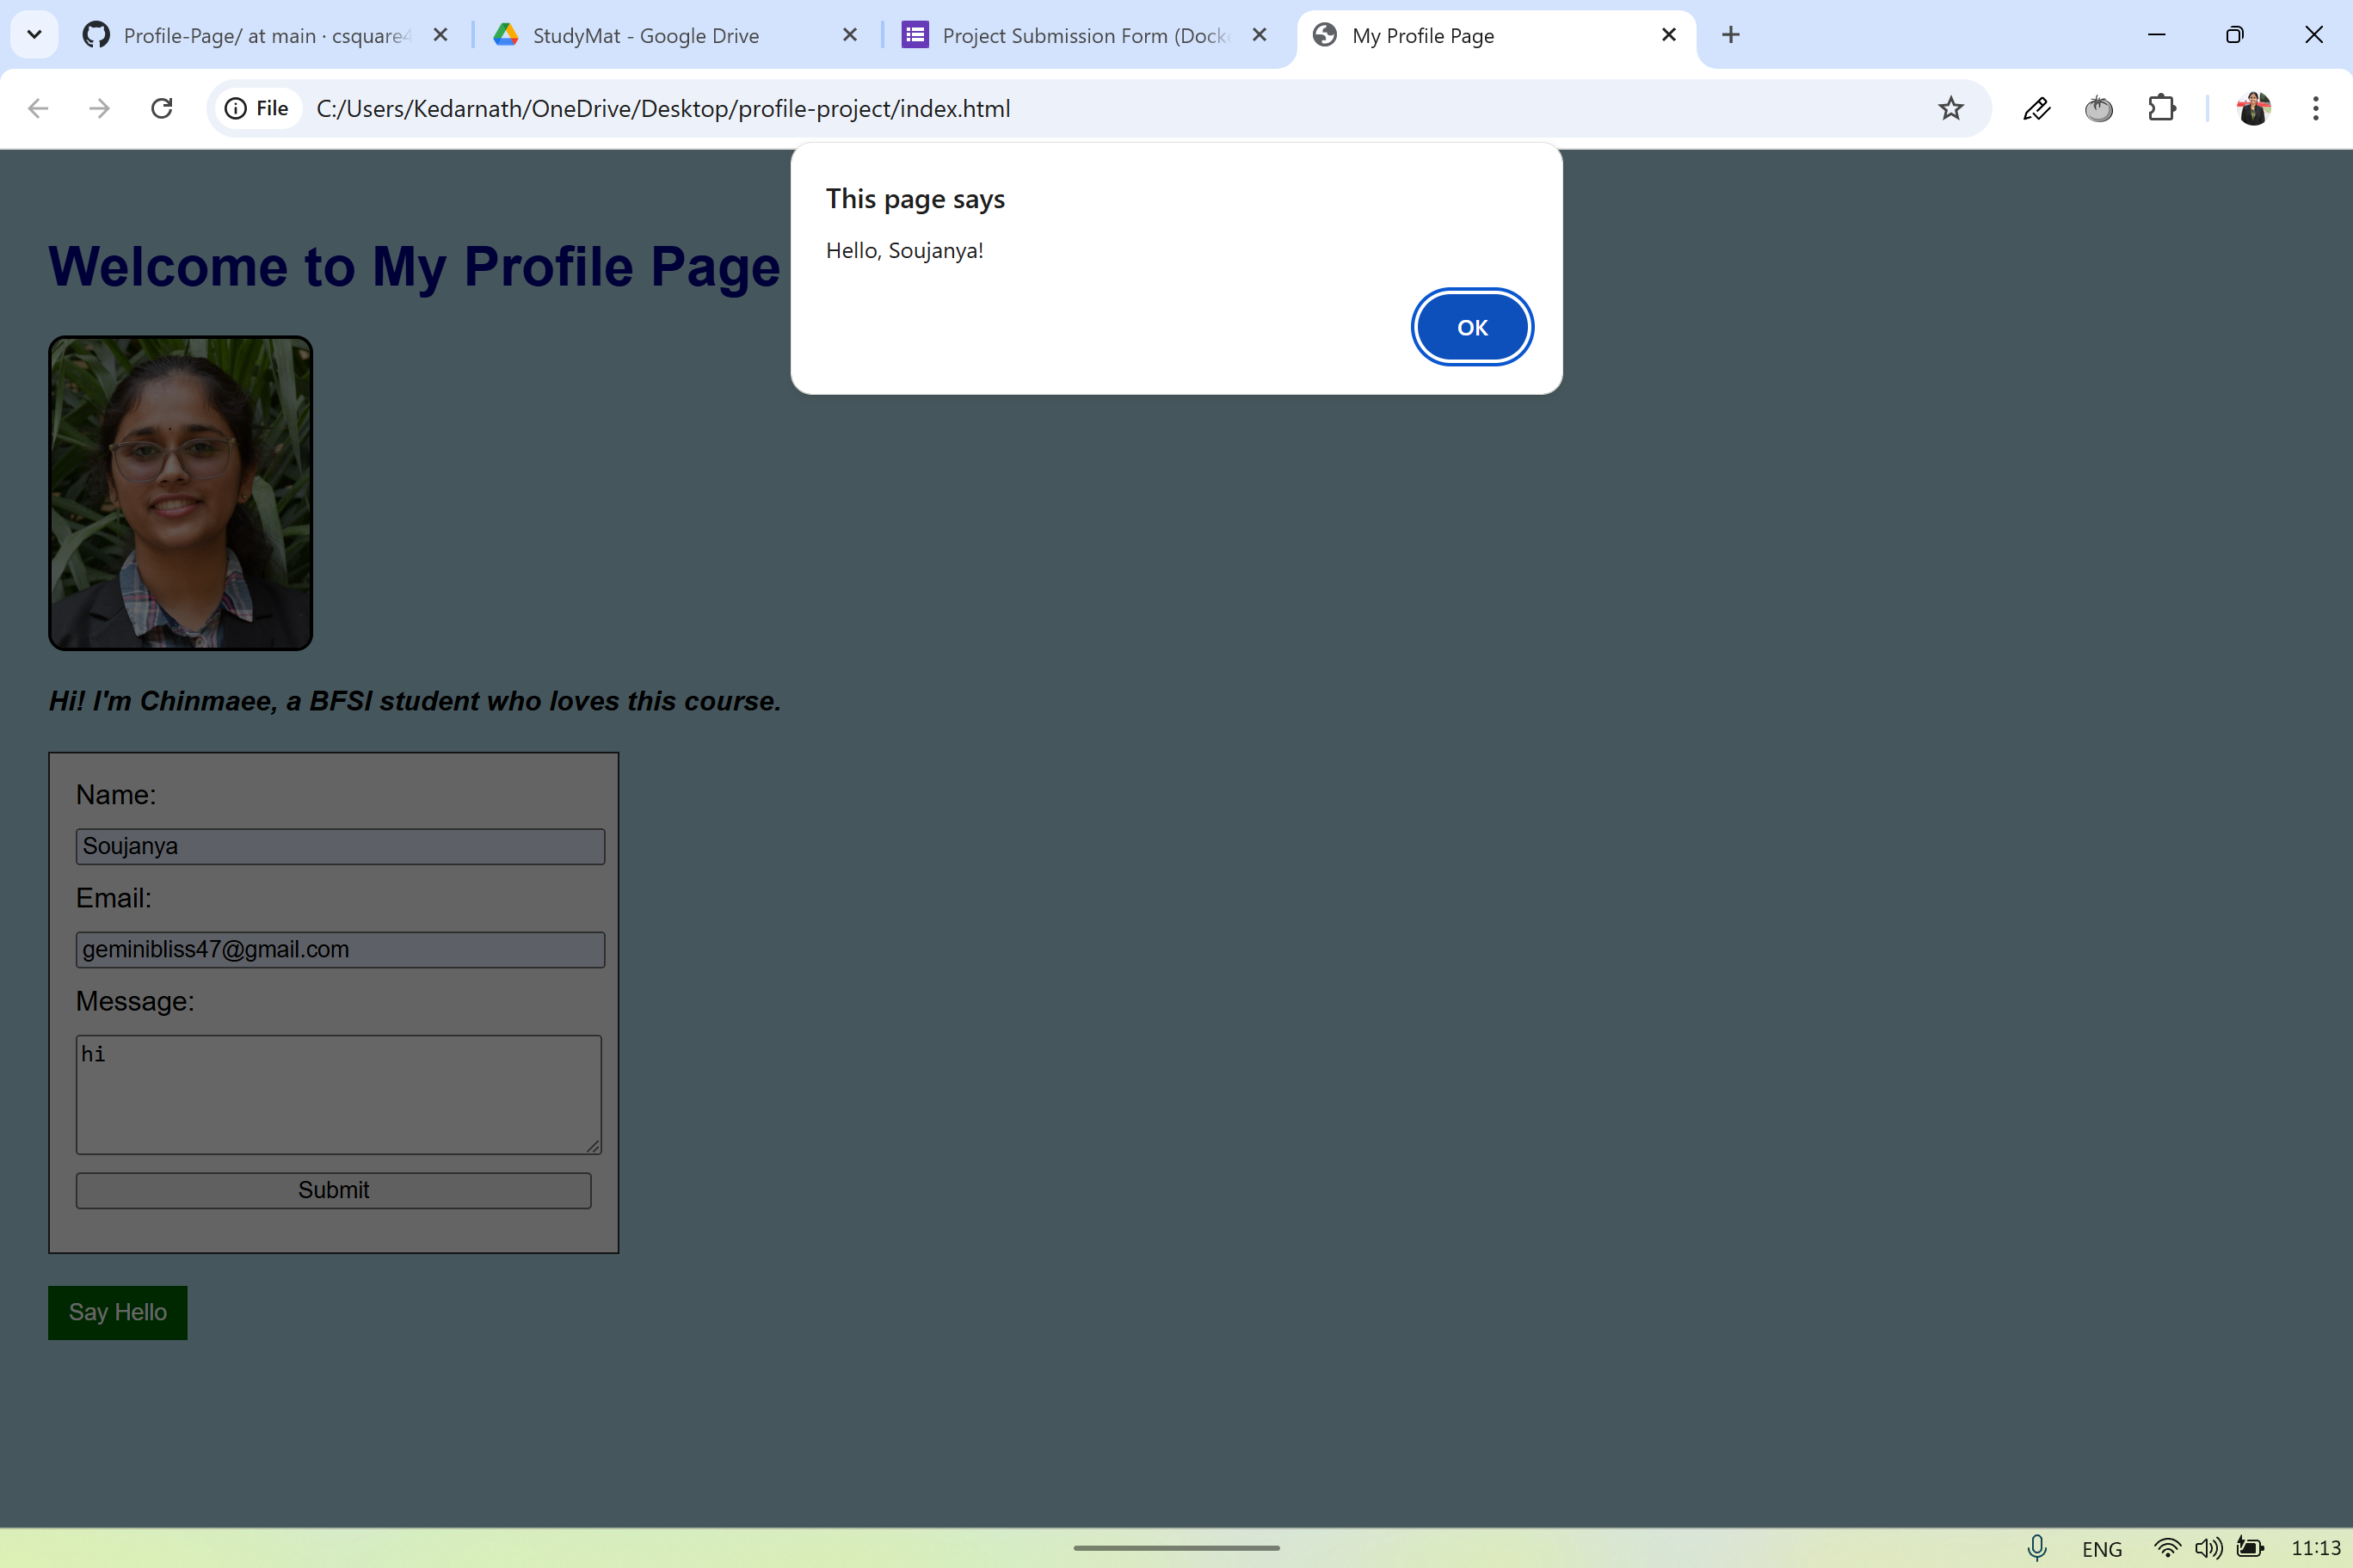 Profile-Page/ at main · csquare4
StudyMat - Google Drive
Project Submission Form (Docke
My Profile Page
File
C:/Users/Kedarnath/OneDrive/Desktop/profile-project/index.html
This page says
Hello, Soujanya!
OK
Welcome to My Profile Page
Hi! I'm Chinmaee, a BFSI student who loves this course.
Name:
Soujanya
Email:
geminibliss47@gmail.com
Message:
hi
Submit
Say Hello
ENG
11:13